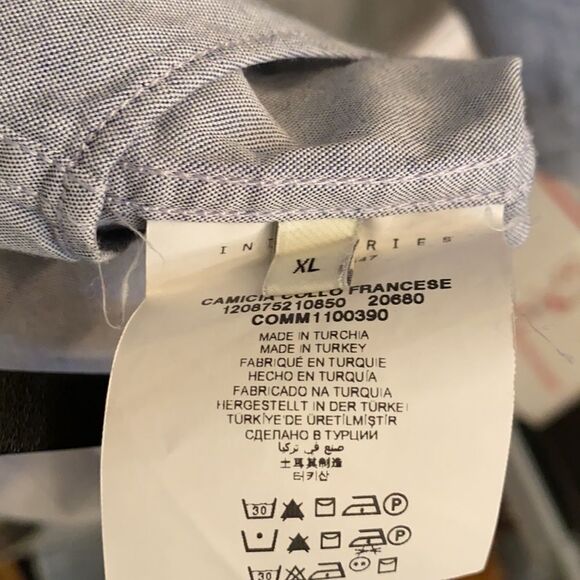 XL
CAMICIA COLLO FRANCESE
120875210850 20680
COMM1100390
MADE IN TURCHIA
MADE IN TURKEY
FABRIQUÉ EN TURQUIE
HECHO EN TURQUÍA
FABRICADO NA TURQUIA
HERGESTELLT IN DER TÜRKEI
TÜRKİYE'DE ÜRETİLMİŞTİR
СДЕЛАНО В ТУРЦИИ
صنع في تركيا
土耳其制造
터키산
30 P
P
30